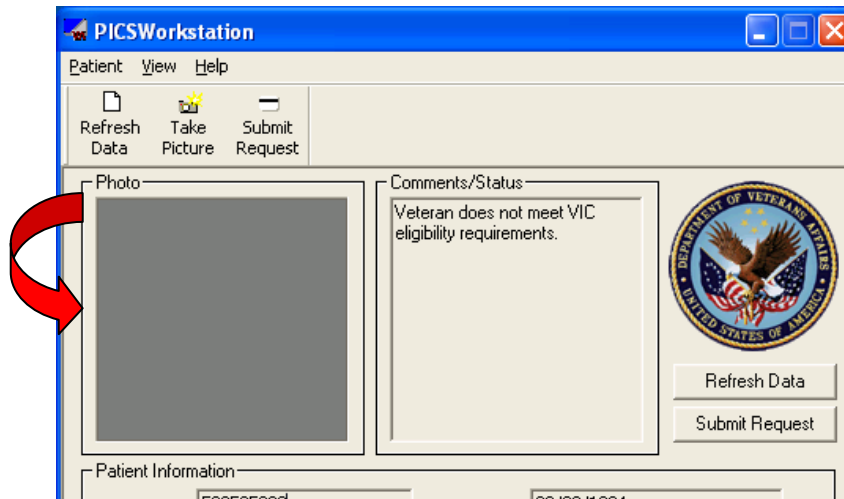 PICSWorkstation
Patient View Help
Refresh Data
Take Picture
Submit Request
Photo
Comments/Status
Veteran does not meet VIC
eligibility requirements.
DEPARTMENT OF VETERANS AFFAIRS
UNITED STATES OF AMERICA
Refresh Data
Submit Request
Patient Information